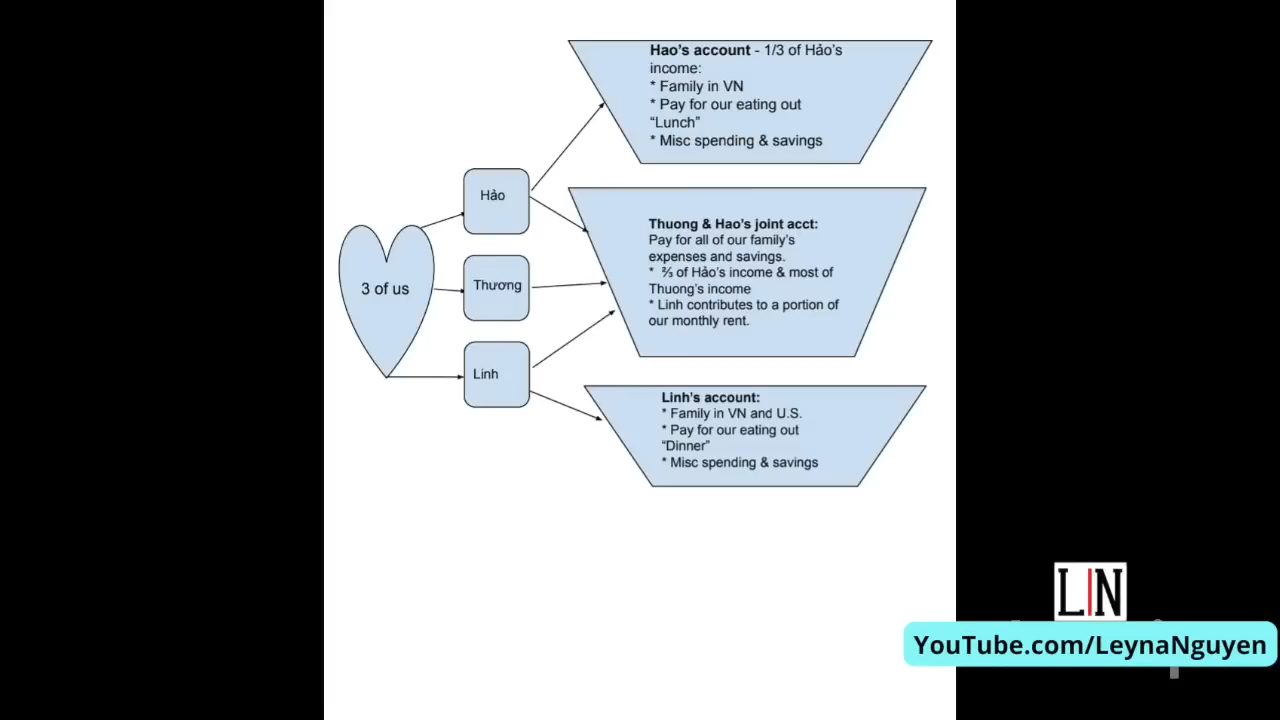 Hao’s account - 1/3 of Hảo’s
income:
* Family in VN
* Pay for our eating out
“Lunch”
* Misc spending & savings
Hảo
Thuong & Hao’s joint acct:
Pay for all of our family’s
expenses and savings.
* ⅔ of Hảo’s income & most of
Thuong’s income
* Linh contributes to a portion of
our monthly rent.
3 of us
Thương
Linh
Linh’s account:
* Family in VN and U.S.
* Pay for our eating out
“Dinner”
* Misc spending & savings
LIN
YouTube.com/LeynaNguyen